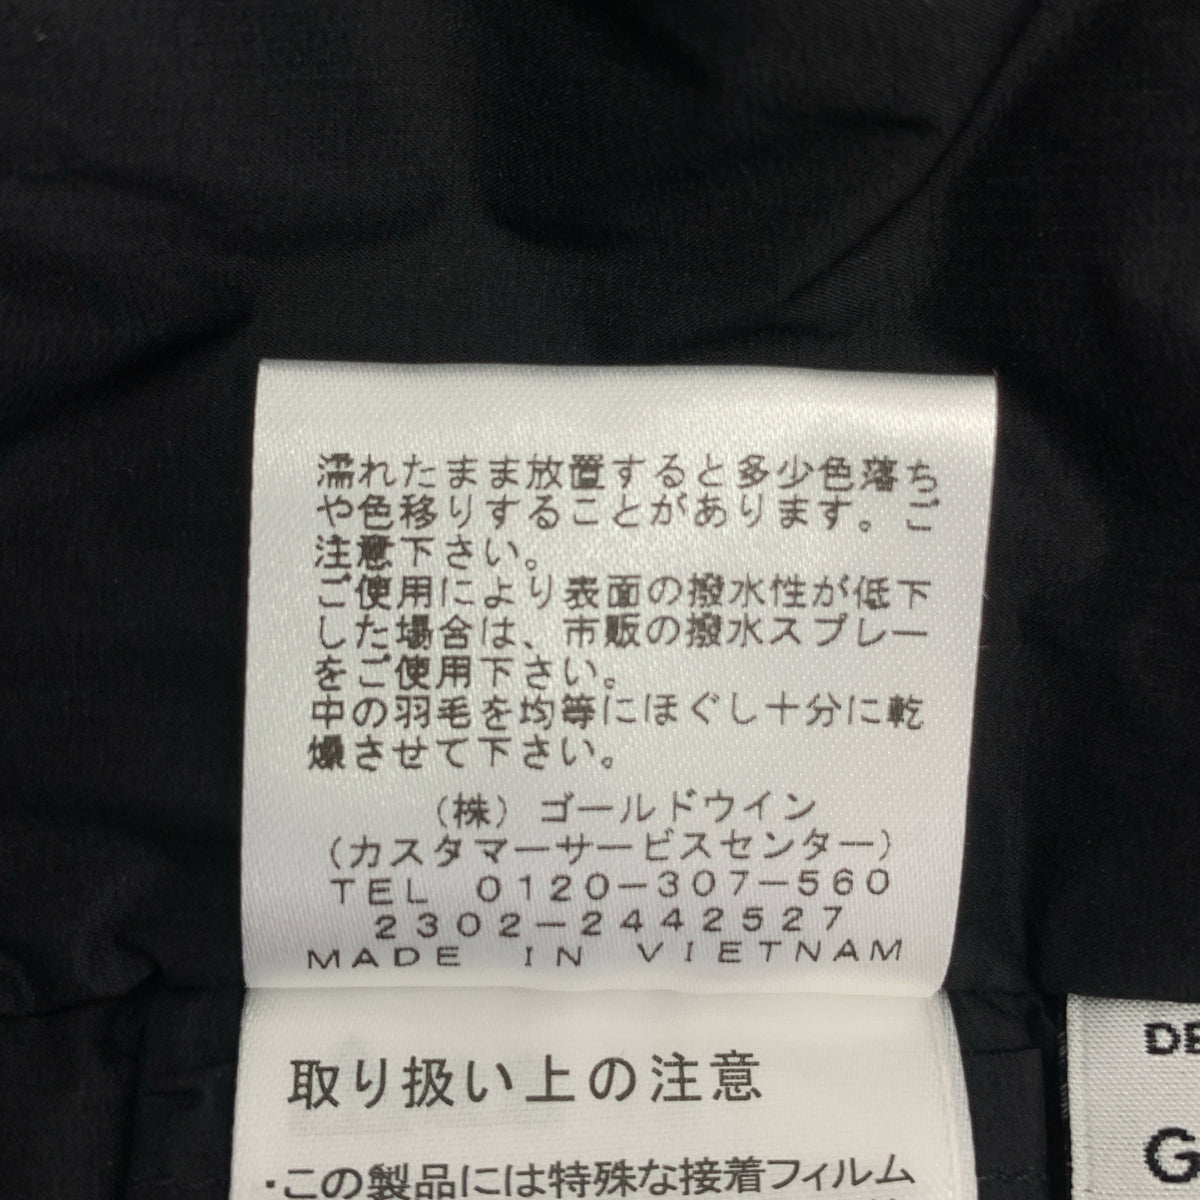 濡れたまま放置すると多少色落ち
や色移りすることがあります。ご
注意下さい。
ご使用により表面の撥水性が低下
した場合は、市販の撥水スプレー
をご使用下さい。
中の羽毛を均等にほぐし十分に乾
燥させて下さい。
(株)ゴールドウイン
(カスタマーサービスセンター)
TEL 0120-307-560
2302-2442527
MADE IN VIETNAM
取り扱い上の注意
・この製品には特殊な接着フィルム
DE
G